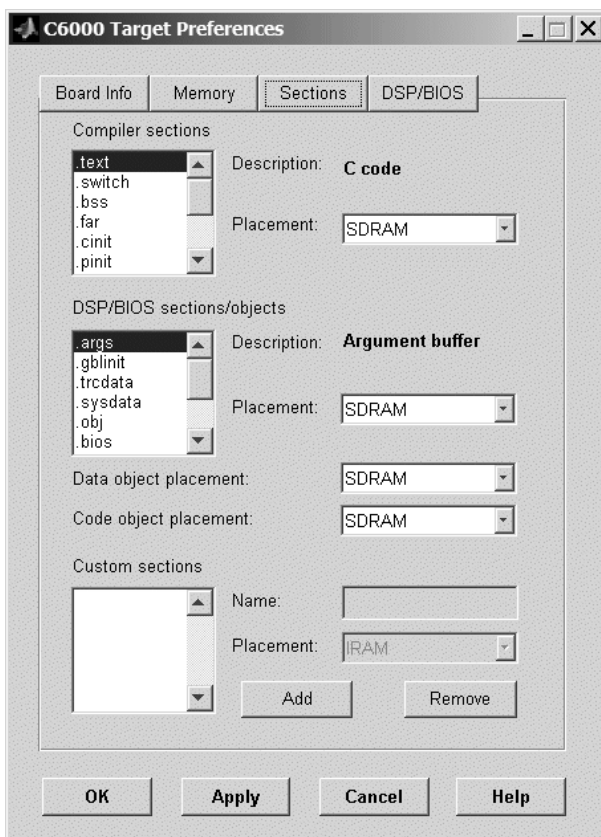 C6000 Target Preferences
Board Info Memory Sections DSP/BIOS
Compiler sections
.text
.switch
.bss
.far
.cinit
.pinit
Description: C code
Placement: SDRAM
DSP/BIOS sections/objects
.args
.gblinit
.trcdata
.sysdata
.obj
.bios
Description: Argument buffer
Placement: SDRAM
Data object placement: SDRAM
Code object placement: SDRAM
Custom sections
Name:
Placement: IRAM
Add Remove
OK Apply Cancel Help